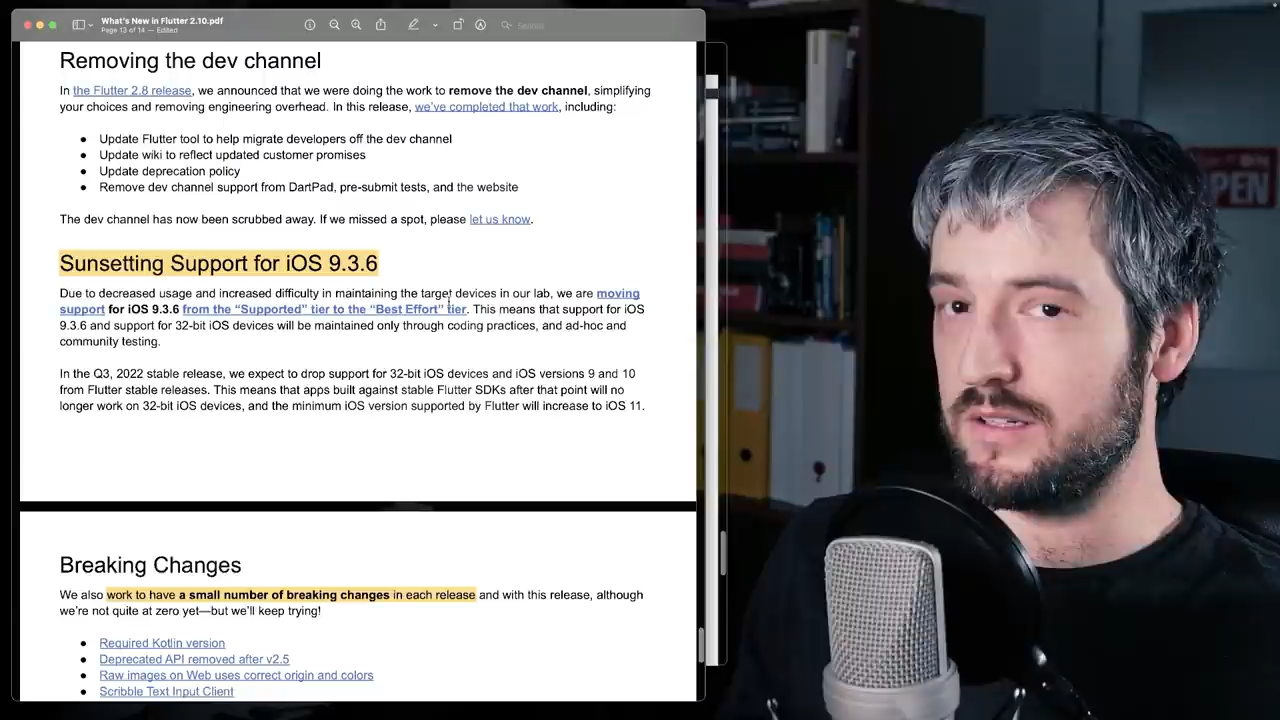 What's New in Flutter 2.10.pdf
Page 13 of 14 — Edited
Search
Removing the dev channel
In the Flutter 2.8 release, we announced that we were doing the work to remove the dev channel, simplifying
your choices and removing engineering overhead. In this release, we've completed that work, including:
● Update Flutter tool to help migrate developers off the dev channel
● Update wiki to reflect updated customer promises
● Update deprecation policy
● Remove dev channel support from DartPad, pre-submit tests, and the website
The dev channel has now been scrubbed away. If we missed a spot, please let us know.
Sunsetting Support for iOS 9.3.6
Due to decreased usage and increased difficulty in maintaining the target devices in our lab, we are moving
support for iOS 9.3.6 from the “Supported” tier to the “Best Effort” tier. This means that support for iOS
9.3.6 and support for 32-bit iOS devices will be maintained only through coding practices, and ad-hoc and
community testing.
In the Q3, 2022 stable release, we expect to drop support for 32-bit iOS devices and iOS versions 9 and 10
from Flutter stable releases. This means that apps built against stable Flutter SDKs after that point will no
longer work on 32-bit iOS devices, and the minimum iOS version supported by Flutter will increase to iOS 11.
Breaking Changes
We also work to have a small number of breaking changes in each release and with this release, although
we're not quite at zero yet—but we'll keep trying!
● Required Kotlin version
● Deprecated API removed after v2.5
● Raw images on Web uses correct origin and colors
● Scribble Text Input Client
OPEN